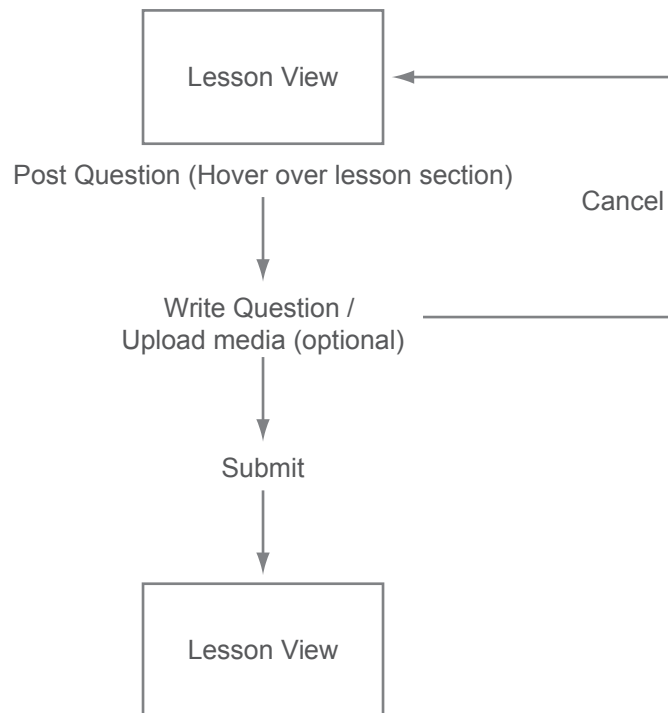 Lesson View
Post Question (Hover over lesson section)
Cancel
Write Question /
Upload media (optional)
Submit
Lesson View